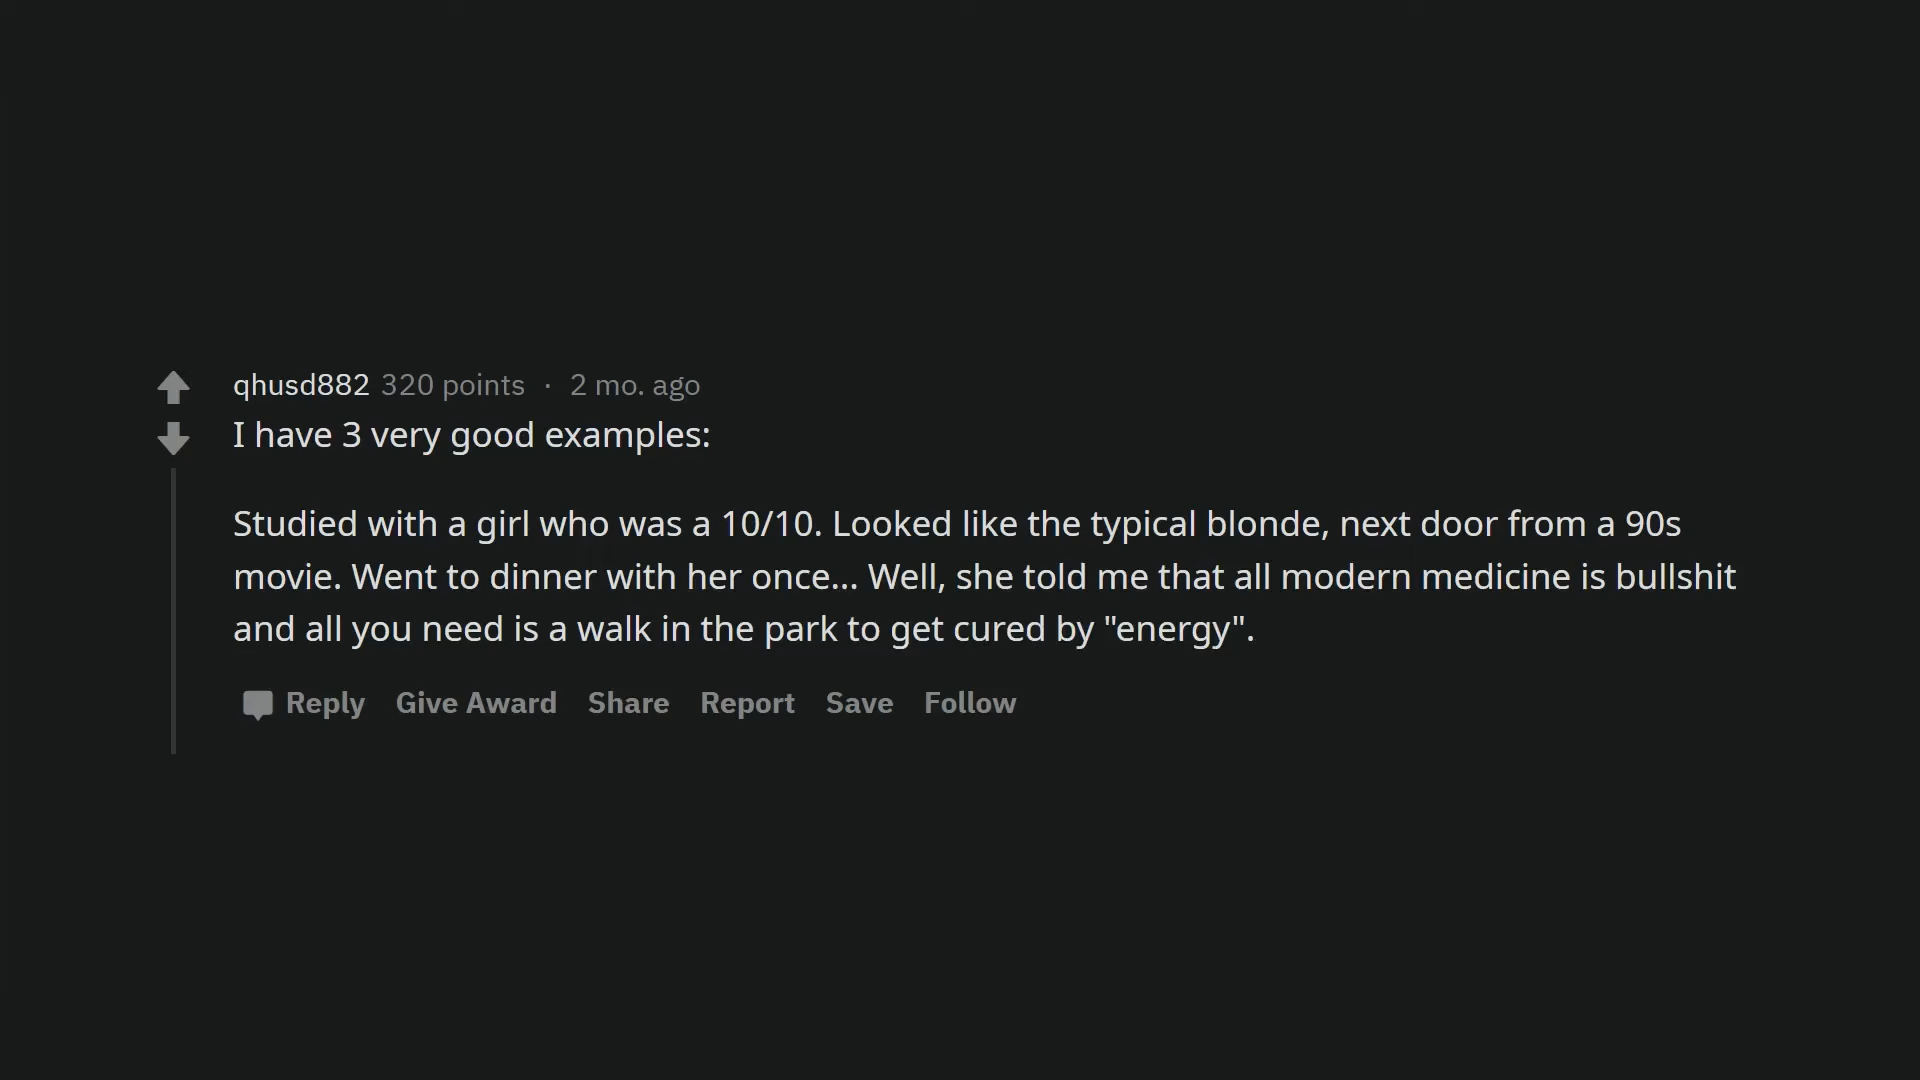 qhusd882 320 points · 2 mo. ago
I have 3 very good examples:
Studied with a girl who was a 10/10. Looked like the typical blonde, next door from a 90s
movie. Went to dinner with her once... Well, she told me that all modern medicine is bullshit
and all you need is a walk in the park to get cured by "energy".
Reply Give Award Share Report Save Follow